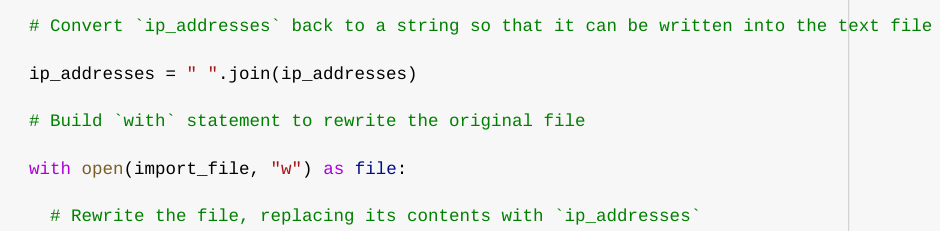 # Convert `ip_addresses` back to a string so that it can be written into the text file
ip_addresses = " ".join(ip_addresses)
# Build `with` statement to rewrite the original file
with open(import_file, "w") as file:
# Rewrite the file, replacing its contents with `ip_addresses`